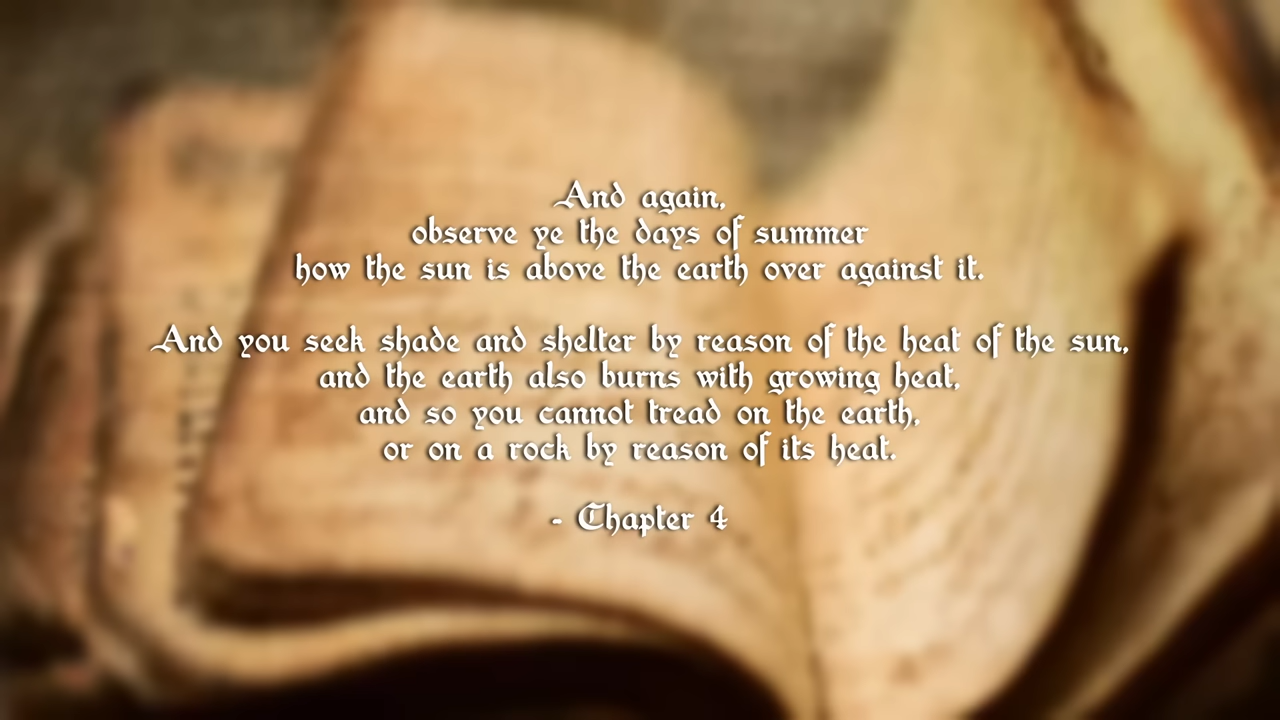 And again,
observe ye the days of summer
how the sun is above the earth over against it.
And you seek shade and shelter by reason of the heat of the sun,
and the earth also burns with growing heat,
and so you cannot tread on the earth,
or on a rock by reason of its heat.
- Chapter 4